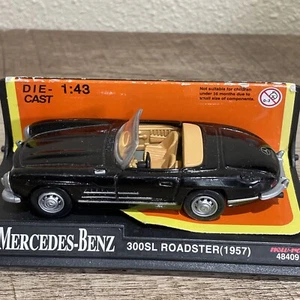 DIE-
CAST
1:43
Not suitable for children
under 36 months due to
small size of components.
MERCEDES-BENZ
300SL ROADSTER(1957)
48409